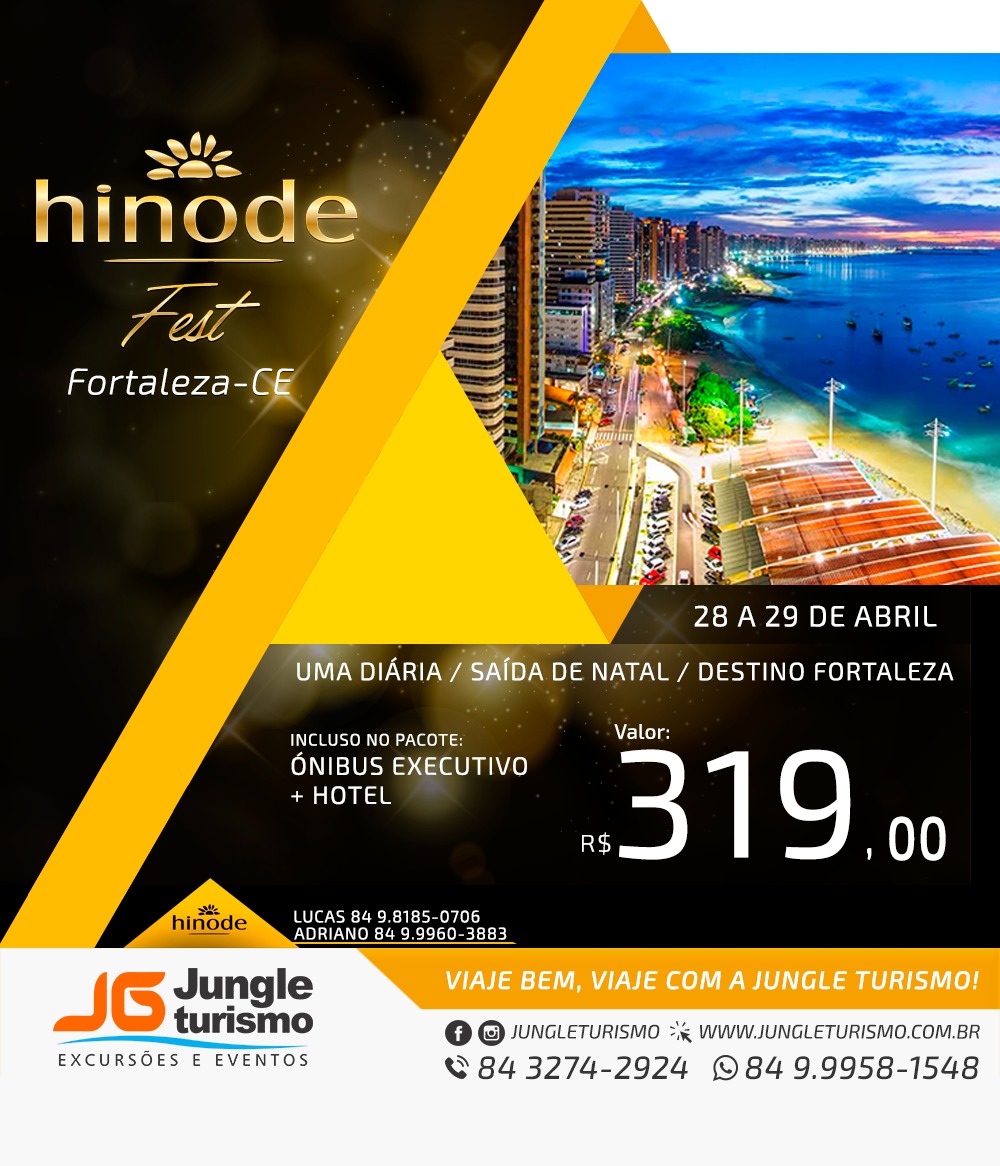 hinode
Fest
Fortaleza-CE
28 A 29 DE ABRIL
UMA DIÁRIA / SAÍDA DE NATAL / DESTINO FORTALEZA
INCLUSO NO PACOTE:
ÓNIBUS EXECUTIVO
+ HOTEL
Valor:
R$ 319,00
hinode
LUCAS 84 9.8185-0706
ADRIANO 84 9.9960-3883
JG Jungle
turismo
EXCURSÕES E EVENTOS
VIAJE BEM, VIAJE COM A JUNGLE TURISMO!
JUNGLETURISMO WWW.JUNGLETURISMO.COM.BR
84 3274-2924 84 9.9958-1548